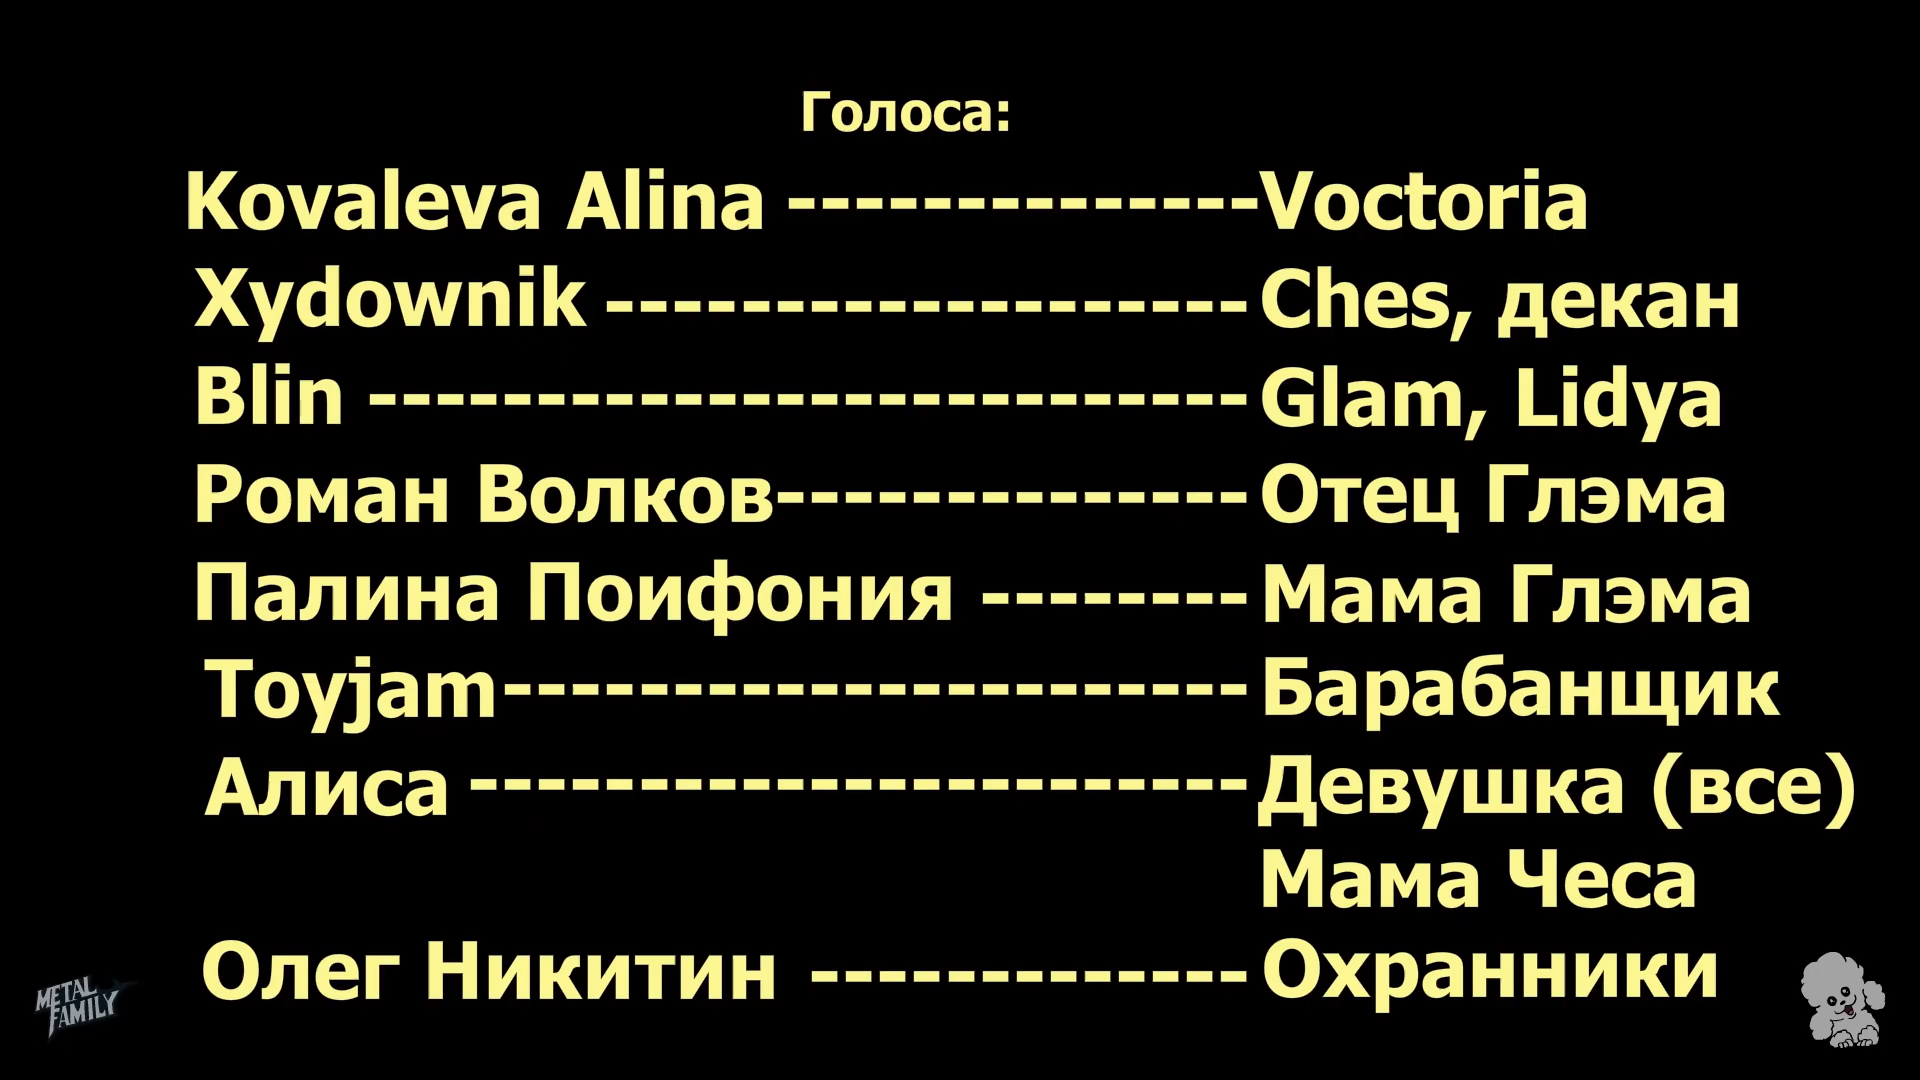 Голоса:
Kovaleva Alina --------------Voctoria
Xydownik -------------------Ches, декан
Blin --------------------------Glam, Lidya
Роман Волков--------------Отец Глэма
Палина Поифония --------Мама Глэма
Toyjam----------------------Барабанщик
Алиса -----------------------Девушка (все)
Мама Чеса
Олег Никитин -------------Охранники
METAL
FAMILY